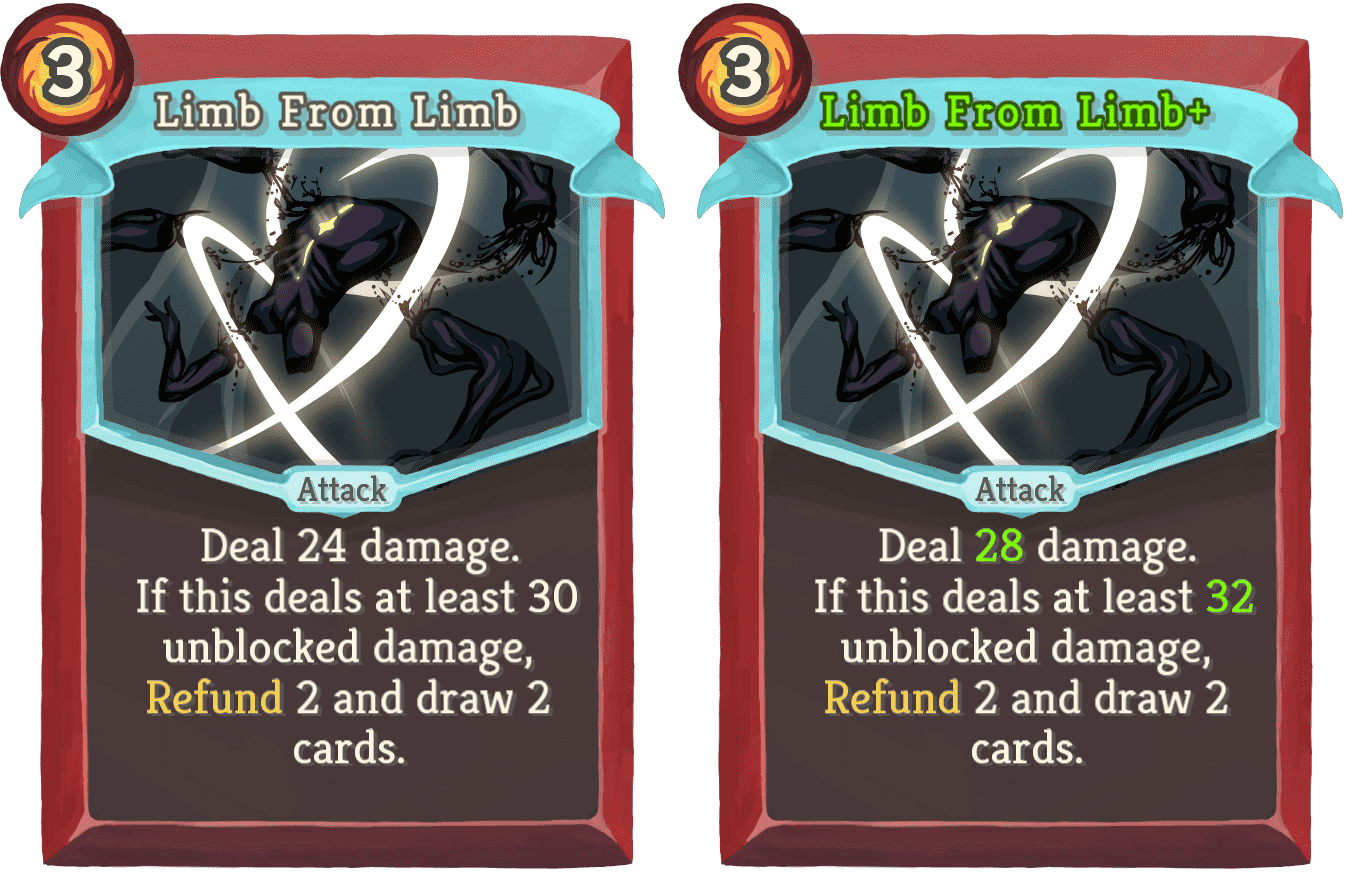 3
Limb From Limb
Attack
Deal 24 damage.
If this deals at least 30
unblocked damage,
Refund 2 and draw 2
cards.
3
Limb From Limb+
Attack
Deal 28 damage.
If this deals at least 32
unblocked damage,
Refund 2 and draw 2
cards.